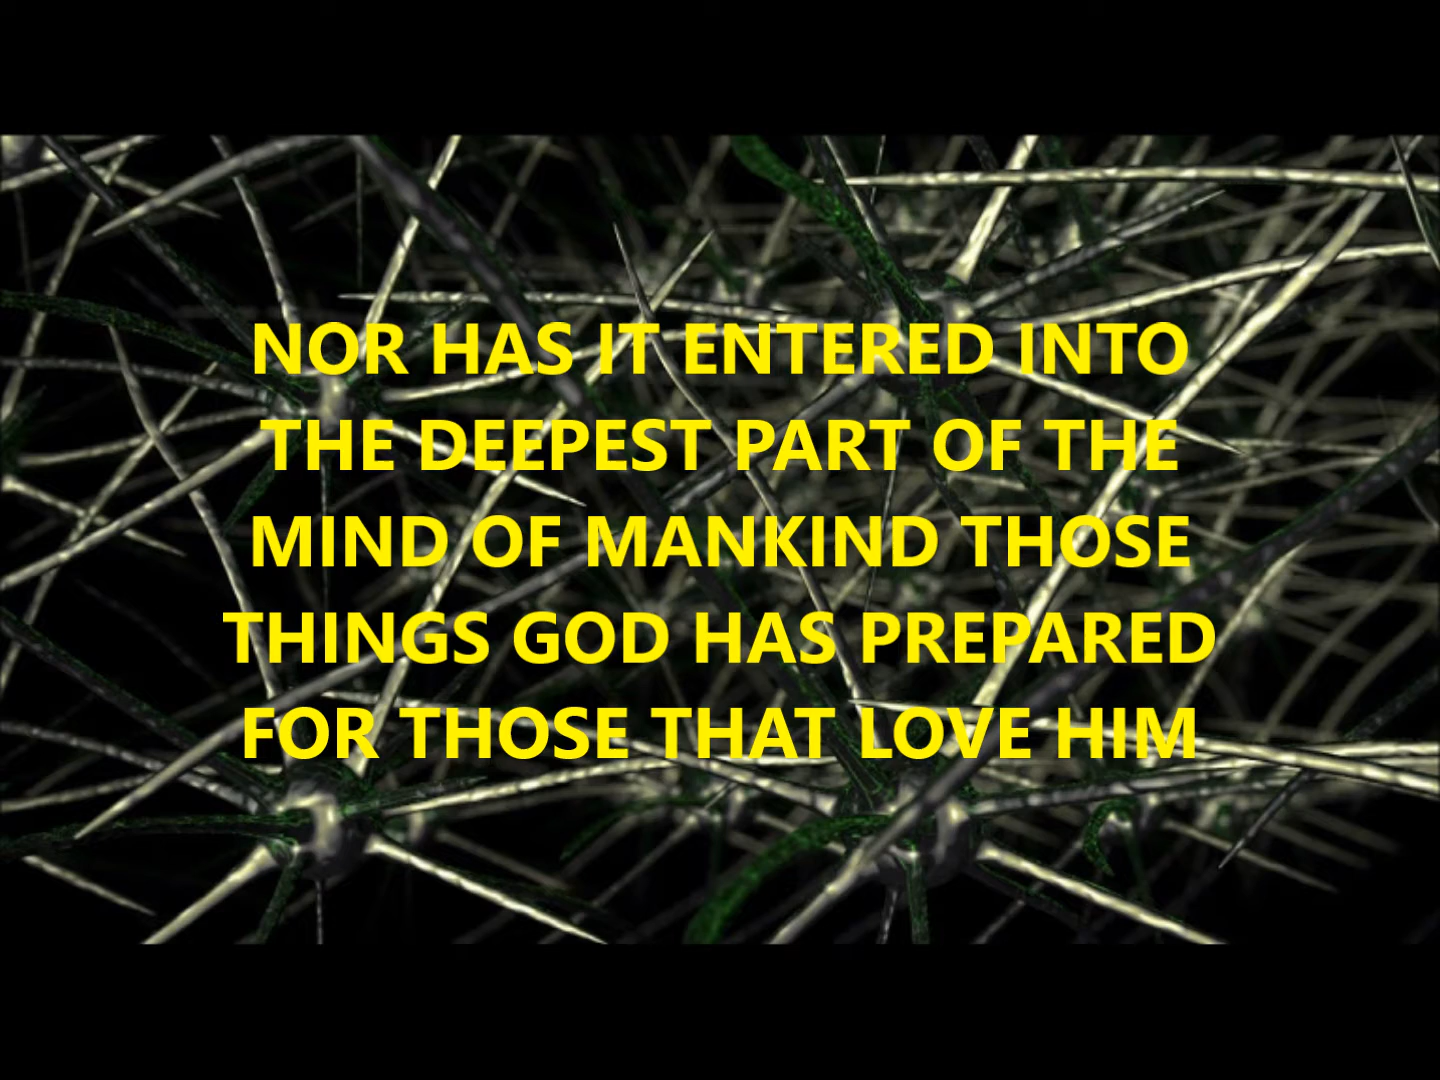 NOR HAS IT ENTERED INTO
THE DEEPEST PART OF THE
MIND OF MANKIND THOSE
THINGS GOD HAS PREPARED
FOR THOSE THAT LOVE HIM